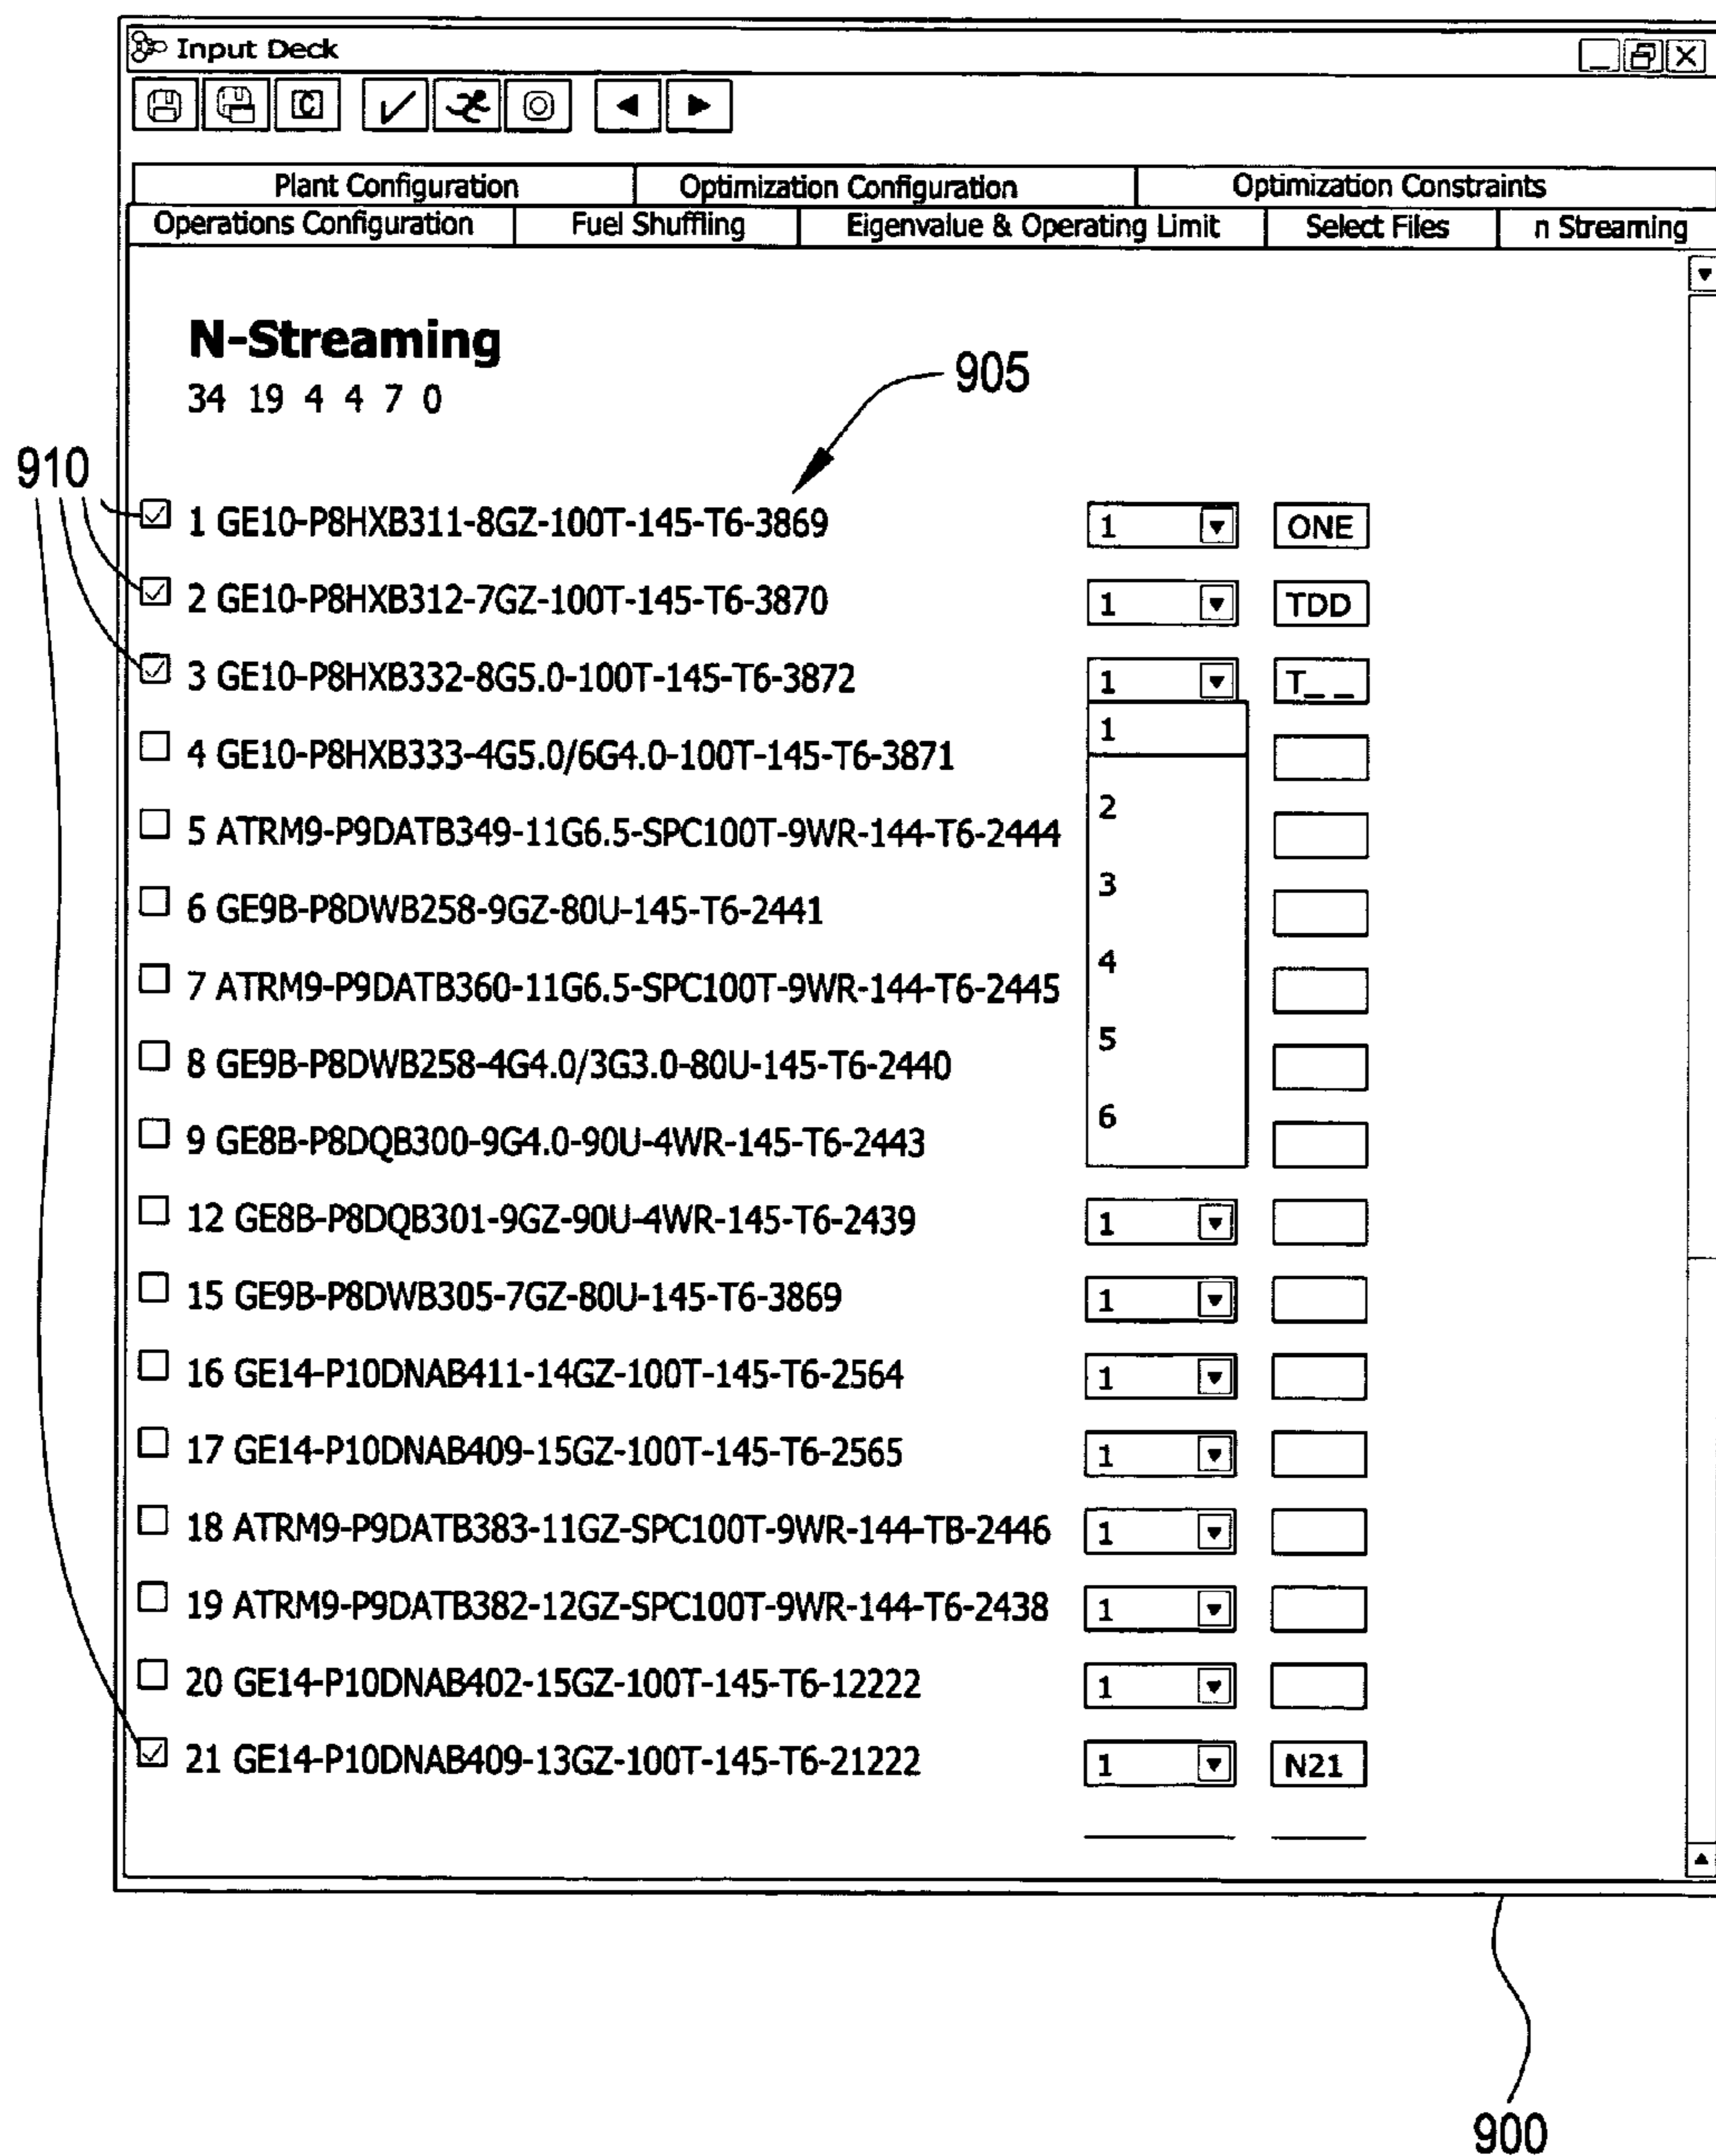 Input Deck
Plant Configuration Optimization Configuration Optimization Constraints
Operations Configuration Fuel Shuffling Eigenvalue & Operating Limit Select Files n Streaming
N-Streaming
34 19 4 4 7 0
905
910
1 GE10-P8HXB311-8GZ-100T-145-T6-3869 1 ONE
2 GE10-P8HXB312-7GZ-100T-145-T6-3870 1 TDD
3 GE10-P8HXB332-8G5.0-100T-145-T6-3872 1 T_ _
1
4 GE10-P8HXB333-4G5.0/6G4.0-100T-145-T6-3871
2
5 ATRM9-P9DATB349-11G6.5-SPC100T-9WR-144-T6-2444
3
6 GE9B-P8DWB258-9GZ-80U-145-T6-2441
4
7 ATRM9-P9DATB360-11G6.5-SPC100T-9WR-144-T6-2445
5
8 GE9B-P8DWB258-4G4.0/3G3.0-80U-145-T6-2440
6
9 GE8B-P8DQB300-9G4.0-90U-4WR-145-T6-2443
12 GE8B-P8DQB301-9GZ-90U-4WR-145-T6-2439 1
15 GE9B-P8DWB305-7GZ-80U-145-T6-3869 1
16 GE14-P10DNAB411-14GZ-100T-145-T6-2564 1
17 GE14-P10DNAB409-15GZ-100T-145-T6-2565 1
18 ATRM9-P9DATB383-11GZ-SPC100T-9WR-144-TB-2446 1
19 ATRM9-P9DATB382-12GZ-SPC100T-9WR-144-T6-2438 1
20 GE14-P10DNAB402-15GZ-100T-145-T6-12222 1
21 GE14-P10DNAB409-13GZ-100T-145-T6-21222 1 N21
900